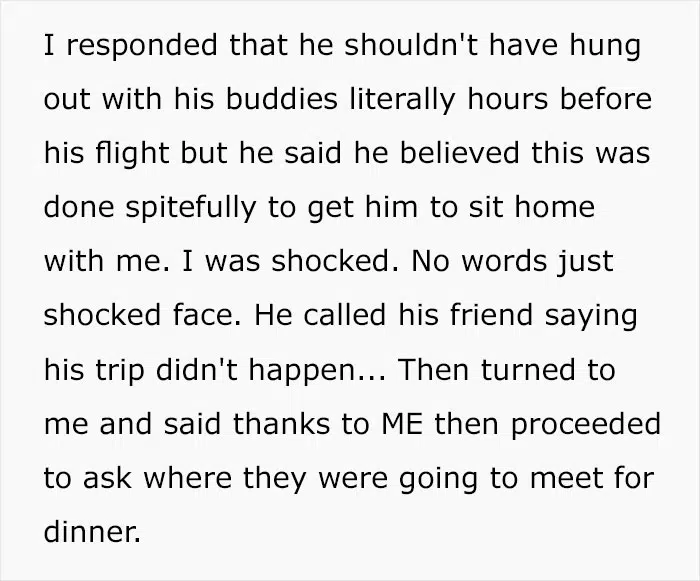 I responded that he shouldn't have hung
out with his buddies literally hours before
his flight but he said he believed this was
done spitefully to get him to sit home
with me. I was shocked. No words just
shocked face. He called his friend saying
his trip didn't happen... Then turned to
me and said thanks to ME then proceeded
to ask where they were going to meet for
dinner.